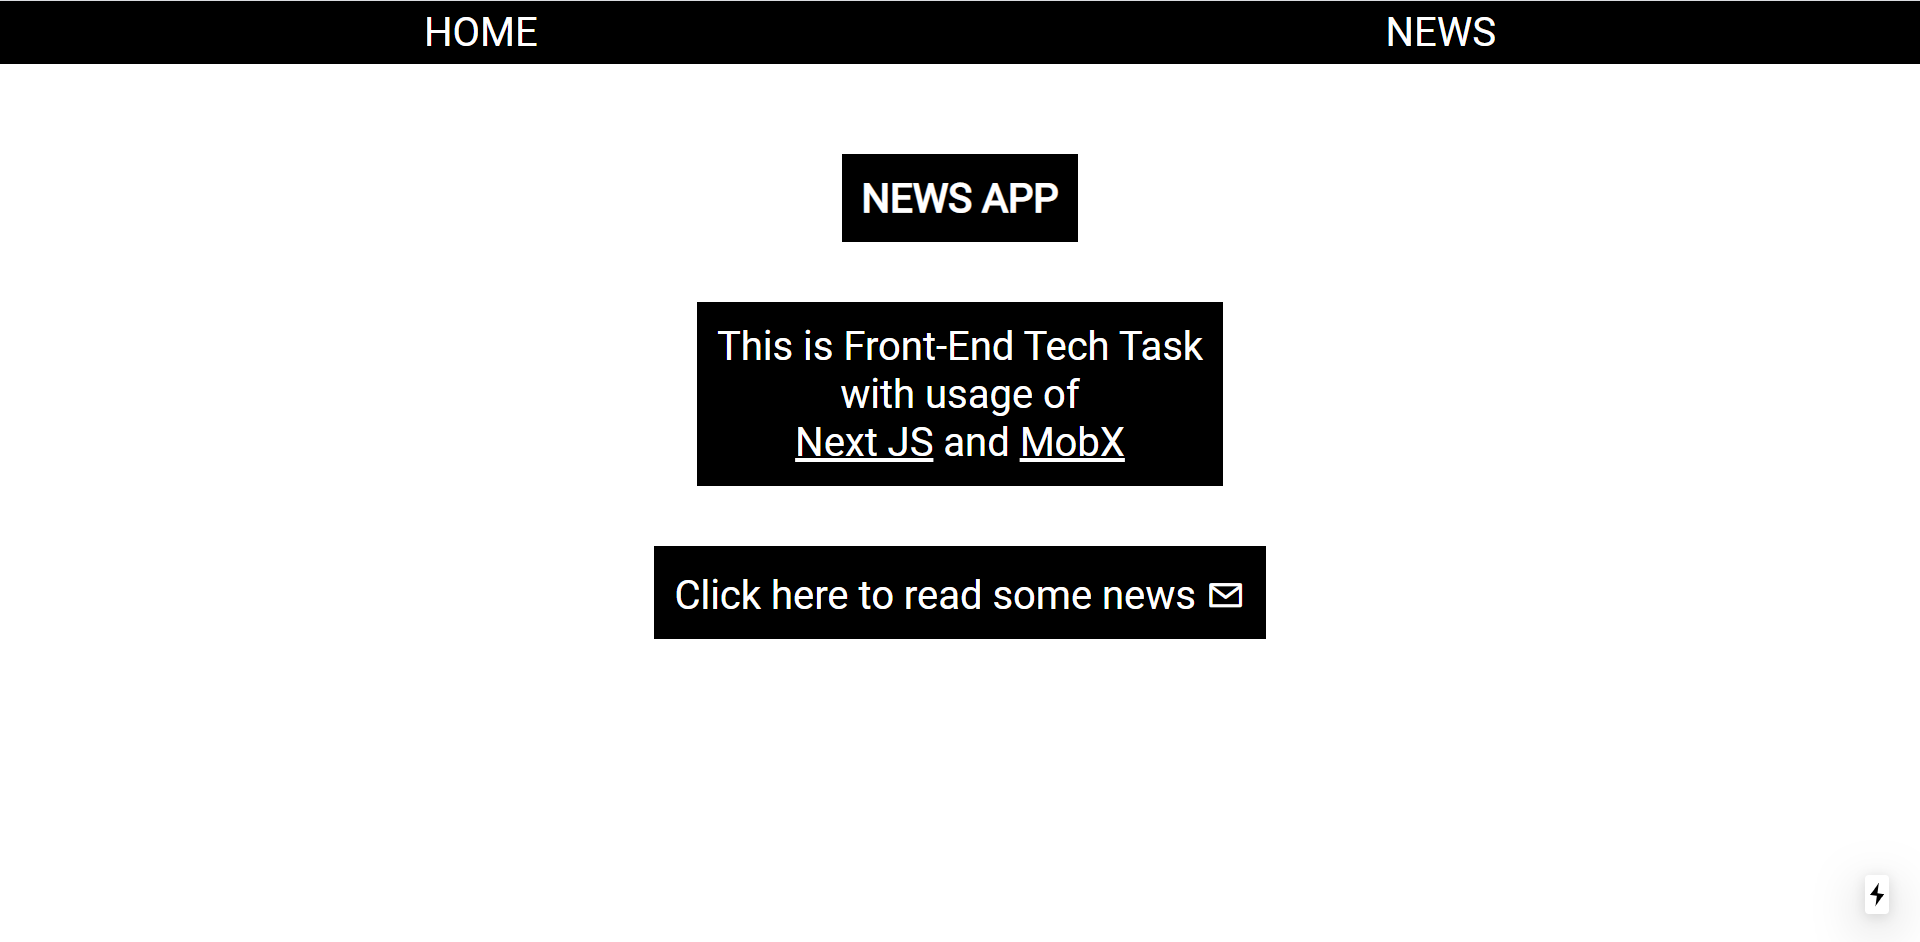 HOME NEWS
NEWS APP
This is Front-End Tech Task
with usage of
Next JS and MobX
Click here to read some news